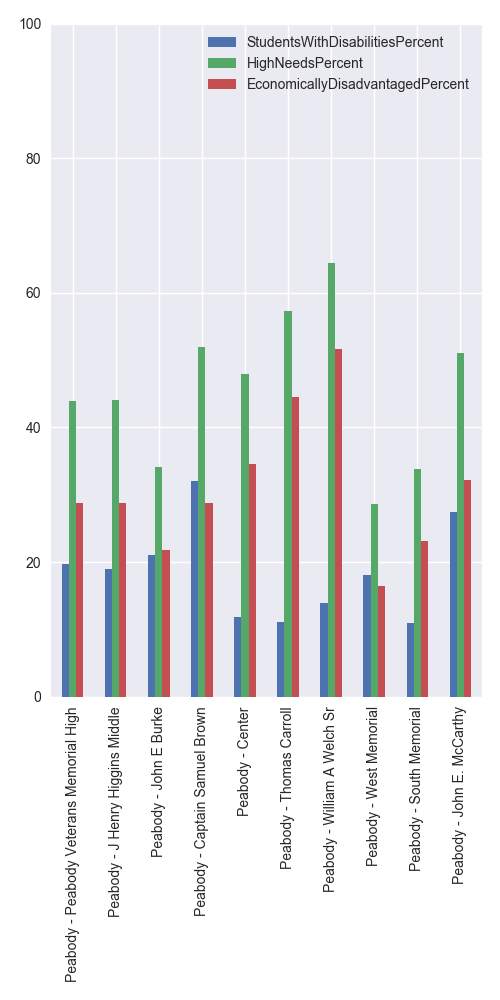 100
80
60
40
20
0
StudentsWithDisabilitiesPercent
HighNeedsPercent
EconomicallyDisadvantagedPercent
Peabody - Peabody Veterans Memorial High
Peabody - J Henry Higgins Middle
Peabody - John E Burke
Peabody - Captain Samuel Brown
Peabody - Center
Peabody - Thomas Carroll
Peabody - William A Welch Sr
Peabody - West Memorial
Peabody - South Memorial
Peabody - John E. McCarthy